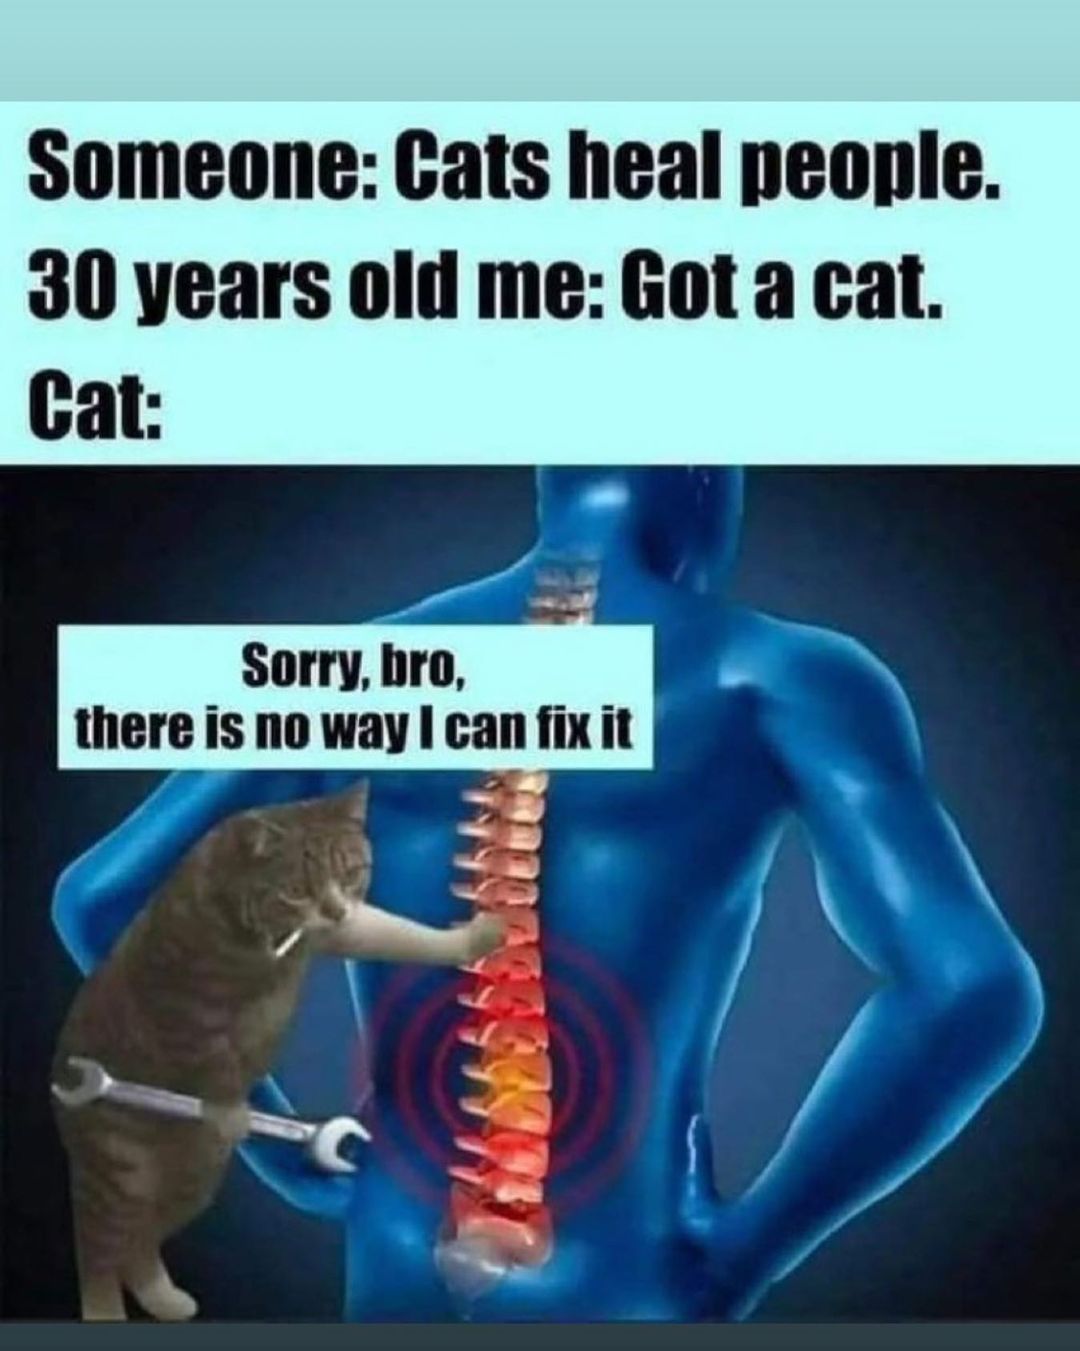 Someone: Cats heal people.
30 years old me: Got a cat.
Cat:
Sorry, bro,
there is no way I can fix it